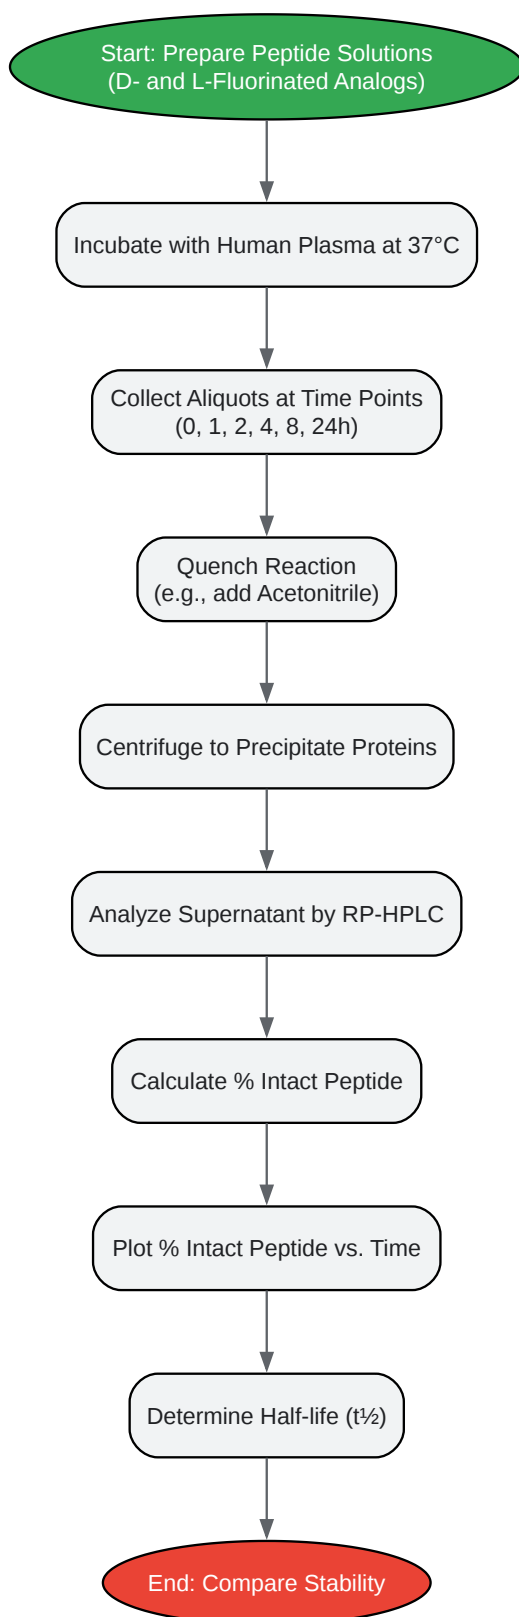 Start: Prepare Peptide Solutions
(D- and L-Fluorinated Analogs)
Incubate with Human Plasma at 37°C
Collect Aliquots at Time Points
(0, 1, 2, 4, 8, 24h)
Quench Reaction
(e.g., add Acetonitrile)
Centrifuge to Precipitate Proteins
Analyze Supernatant by RP-HPLC
Calculate % Intact Peptide
Plot % Intact Peptide vs. Time
Determine Half-life (t½)
End: Compare Stability